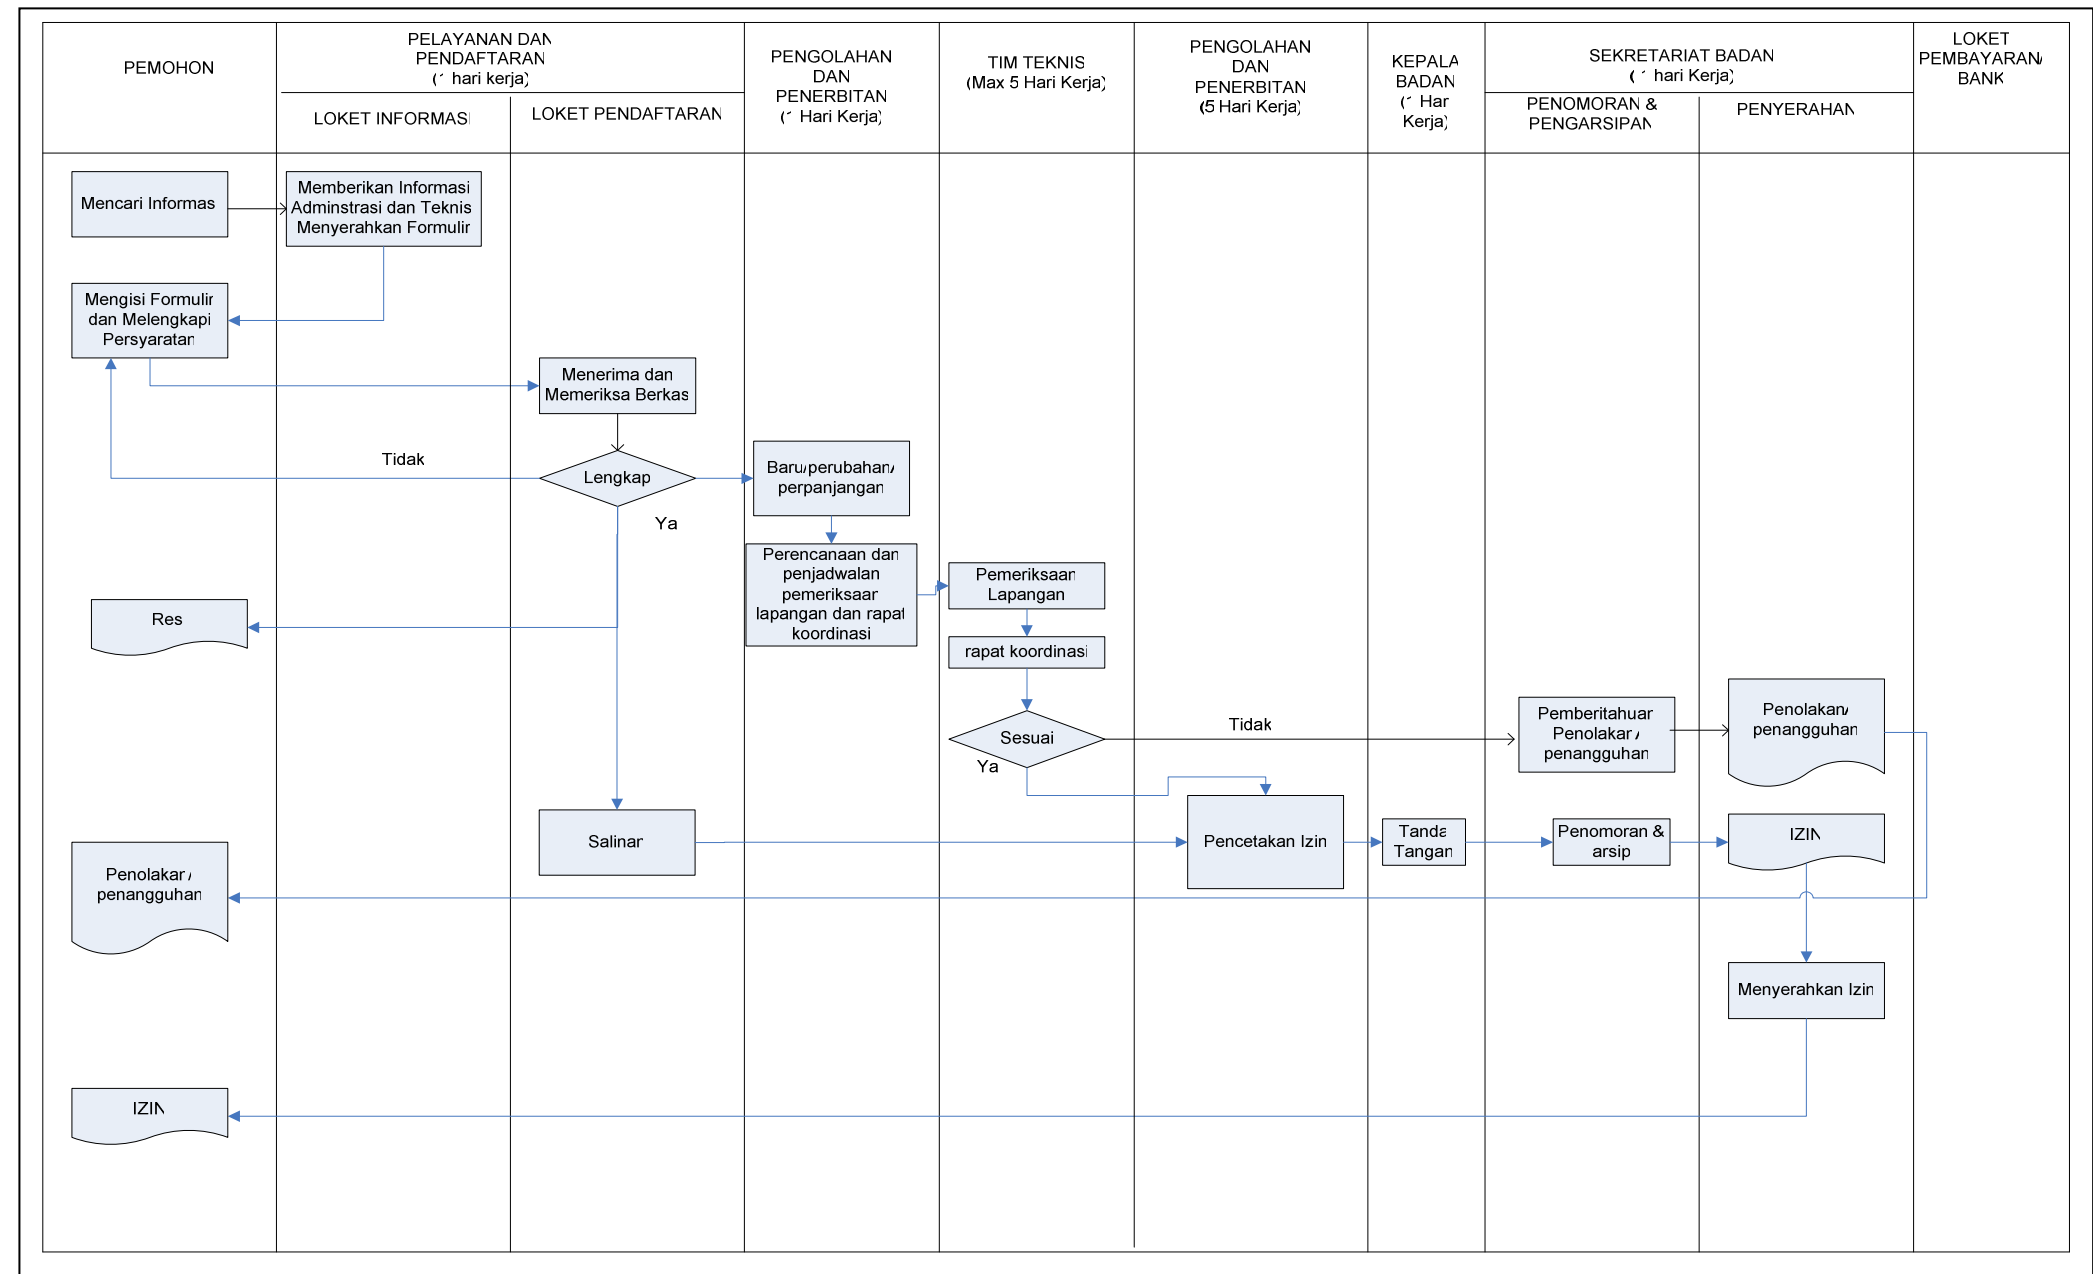 PEMOHON
PELAYANAN DAN
PENDAFTARAN
(1 hari kerja)
LOKET INFORMASI
LOKET PENDAFTARAN
PENGOLAHAN
DAN
PENERBITAN
(1 Hari Kerja)
TIM TEKNIS
(Max 5 Hari Kerja)
PENGOLAHAN
DAN
PENERBITAN
(5 Hari Kerja)
KEPALA
BADAN
(1 Hari
Kerja)
SEKRETARIAT BADAN
(1 hari Kerja)
PENOMORAN &
PENGARSIPAN
PENYERAHAN
LOKET
PEMBAYARAN/
BANK
Mencari Informas
Memberikan Informasi
Adminstrasi dan Teknis
Menyerahkan Formulir
Mengisi Formulir
dan Melengkapi
Persyaratan
Menerima dan
Memeriksa Berkas
Tidak
Lengkap
Ya
Baru/perubahan/
perpanjangan
Perencanaan dan
penjadwalan
pemeriksaan
lapangan dan rapat
koordinasi
Pemeriksaan
Lapangan
Res
rapat koordinasi
Sesuai
Ya
Tidak
Pemberitahuan
Penolakan /
penangguhan
Penolakan/
penangguhan
Salinan
Pencetakan Izin
Tanda
Tangan
Penomoran &
arsip
IZIN
Penolakan /
penangguhan
Menyerahkan Izin
IZIN